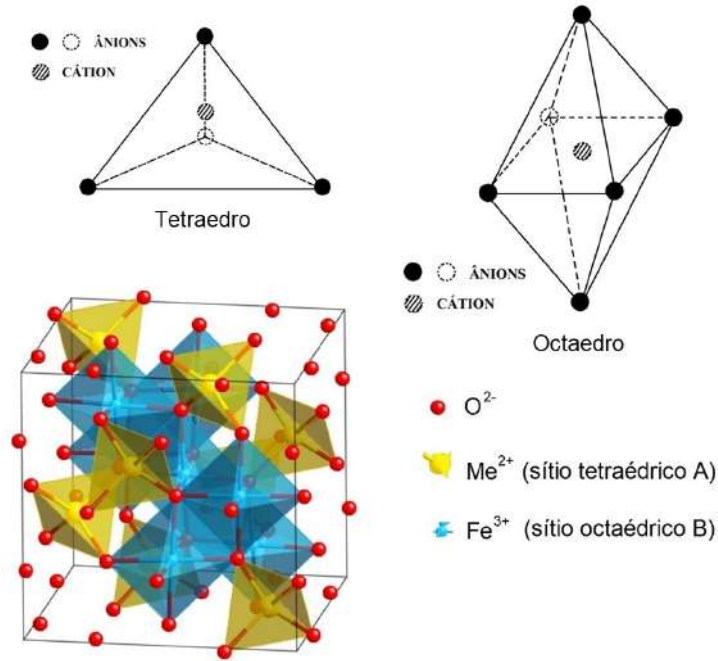 ÂNIONS
CÁTION
Tetraedro
ÂNIONS
CÁTION
Octaedro
O²⁻
Me²⁺ (sítio tetraédrico A)
Fe³⁺ (sítio octaédrico B)